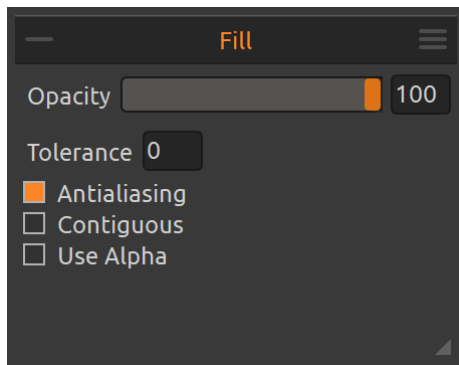 Fill
Opacity 100
Tolerance 0
Antialiasing
Contiguous
Use Alpha